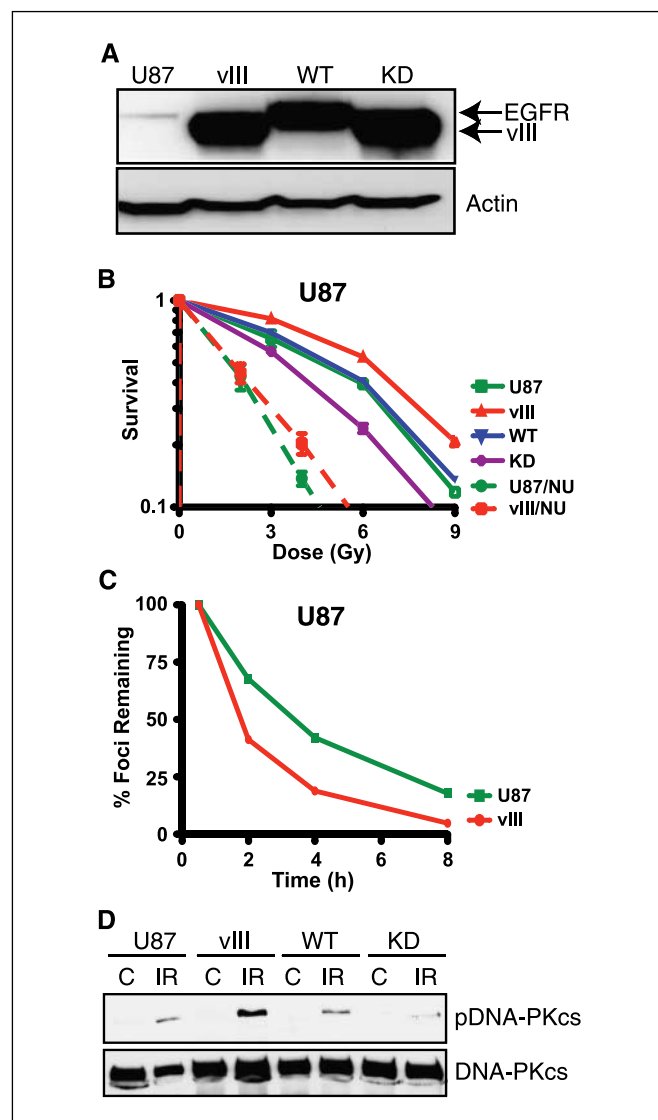 A
U87 vIII WT KD
EGFR
vIII
Actin
B
U87
1
0.1
Survival
0 3 6 9
Dose (Gy)
U87
vIII
WT
KD
U87/NU
vIII/NU
C
U87
100
75
50
25
0
% Foci Remaining
0 2 4 6 8
Time (h)
U87
vIII
D
U87 vIII WT KD
C IR C IR C IR C IR
pDNA-PKcs
DNA-PKcs